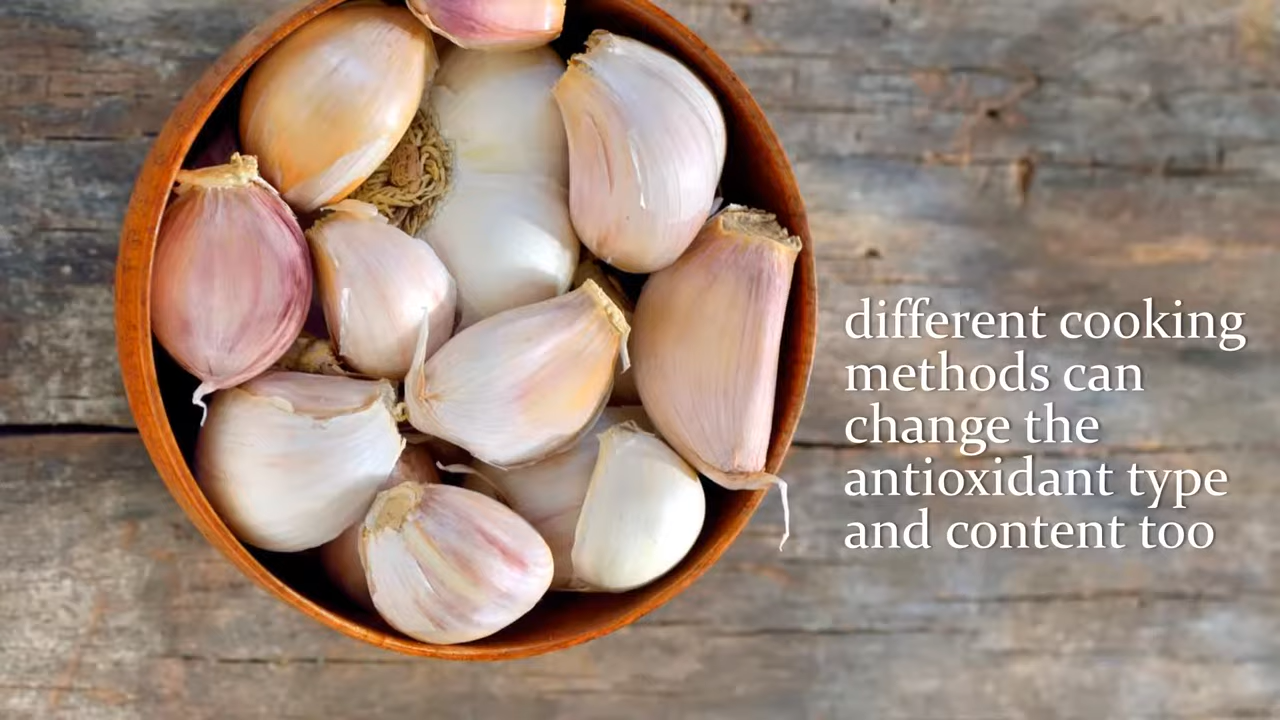 different cooking
methods can
change the
antioxidant type
and content too